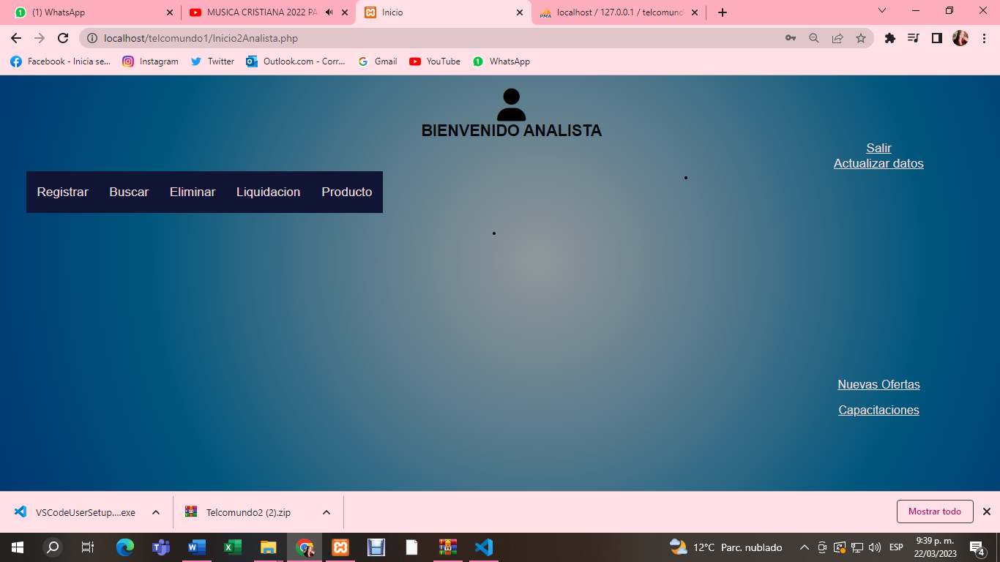 (1) WhatsApp
MUSICA CRISTIANA 2022 PA
Inicio
localhost / 127.0.0.1 / telcomund
localhost/telcomundo1/Inicio2Analista.php
Facebook - Inicia se... Instagram Twitter Outlook.com - Corr... Gmail YouTube WhatsApp
BIENVENIDO ANALISTA
Salir
Actualizar datos
Registrar Buscar Eliminar Liquidacion Producto
Nuevas Ofertas
Capacitaciones
VSCodeUserSetup....exe
Telcomundo2 (2).zip
Mostrar todo
12°C Parc. nublado
ESP
9:39 p. m.
22/03/2023
4